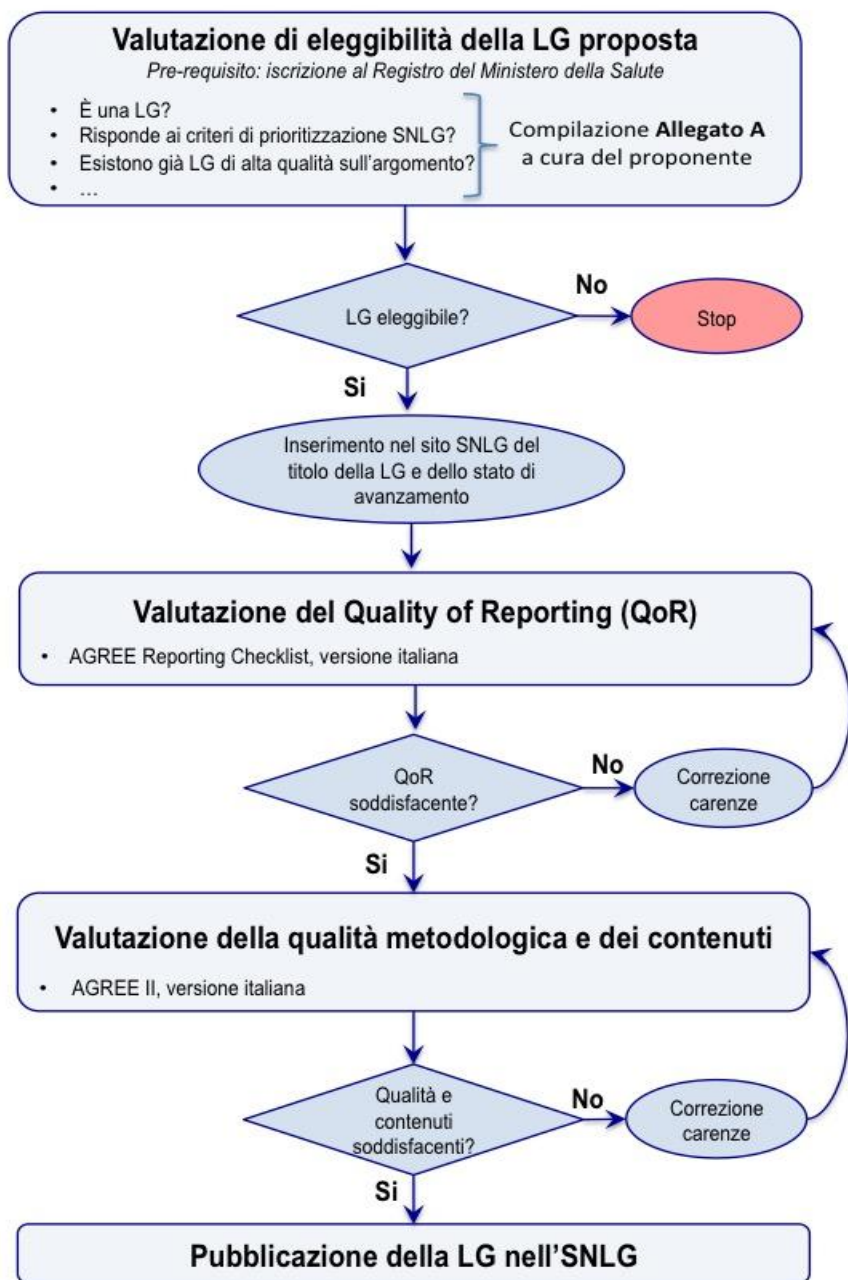 Valutazione di eleggibilità della LG proposta
Pre-requisito: iscrizione al Registro del Ministero della Salute
• È una LG?
• Risponde ai criteri di prioritizzazione SNLG?
• Esistono già LG di alta qualità sull'argomento?
• ...
Compilazione Allegato A
a cura del proponente
LG eleggibile?
No
Stop
Si
Inserimento nel sito SNLG del
titolo della LG e dello stato di
avanzamento
Valutazione del Quality of Reporting (QoR)
• AGREE Reporting Checklist, versione italiana
QoR
soddisfacente?
No
Correzione
carenze
Si
Valutazione della qualità metodologica e dei contenuti
• AGREE II, versione italiana
Qualità e
contenuti
soddisfacenti?
No
Correzione
carenze
Si
Pubblicazione della LG nell'SNLG